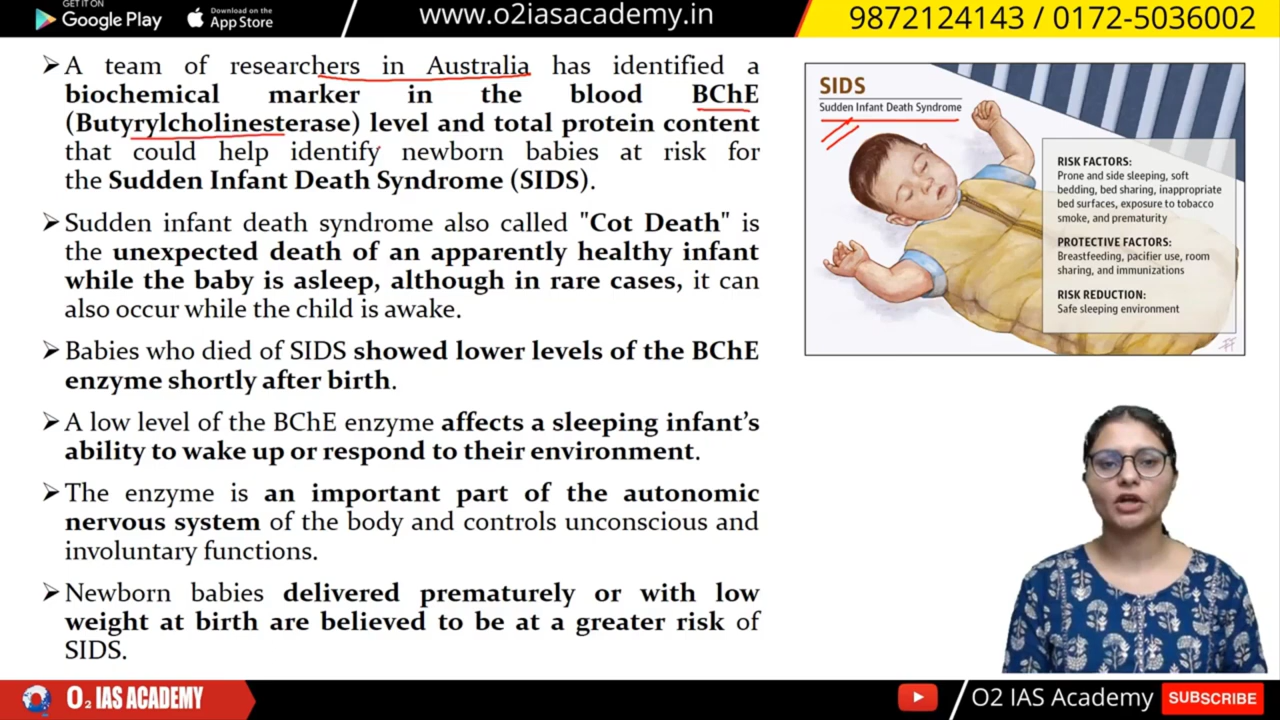 GET IT ON
Google Play
Download on the
App Store
www.o2iasacademy.in
9872124143 / 0172-5036002
➢ A team of researchers in Australia has identified a
biochemical marker in the blood BChE
(Butyrylcholinesterase) level and total protein content
that could help identify newborn babies at risk for
the Sudden Infant Death Syndrome (SIDS).
➢ Sudden infant death syndrome also called "Cot Death" is
the unexpected death of an apparently healthy infant
while the baby is asleep, although in rare cases, it can
also occur while the child is awake.
➢ Babies who died of SIDS showed lower levels of the BChE
enzyme shortly after birth.
➢ A low level of the BChE enzyme affects a sleeping infant’s
ability to wake up or respond to their environment.
➢ The enzyme is an important part of the autonomic
nervous system of the body and controls unconscious and
involuntary functions.
➢ Newborn babies delivered prematurely or with low
weight at birth are believed to be at a greater risk of
SIDS.
SIDS
Sudden Infant Death Syndrome
RISK FACTORS:
Prone and side sleeping, soft
bedding, bed sharing, inappropriate
bed surfaces, exposure to tobacco
smoke, and prematurity
PROTECTIVE FACTORS:
Breastfeeding, pacifier use, room
sharing, and immunizations
RISK REDUCTION:
Safe sleeping environment
O2 IAS ACADEMY
O2 IAS Academy
SUBSCRIBE